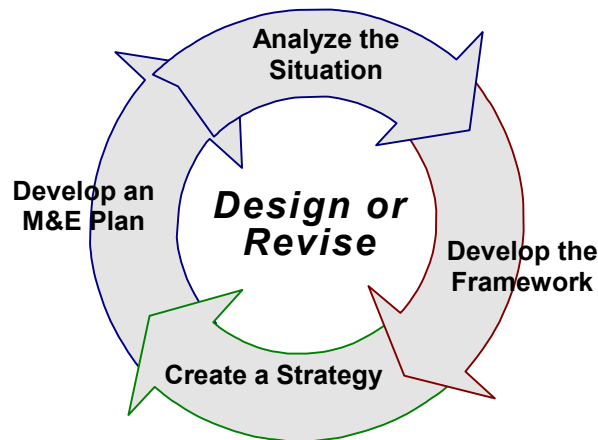 Analyze the
Situation
Develop the
Framework
Create a Strategy
Develop an
M&E Plan
Design or
Revise